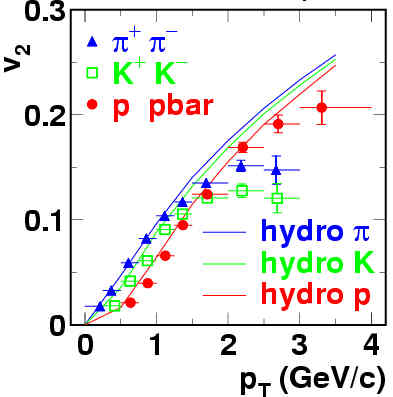 0.3
v2
π+ π−
K+ K−
p pbar
0.2
0.1
hydro π
hydro K
hydro p
0
0 1 2 3 4
pT (GeV/c)